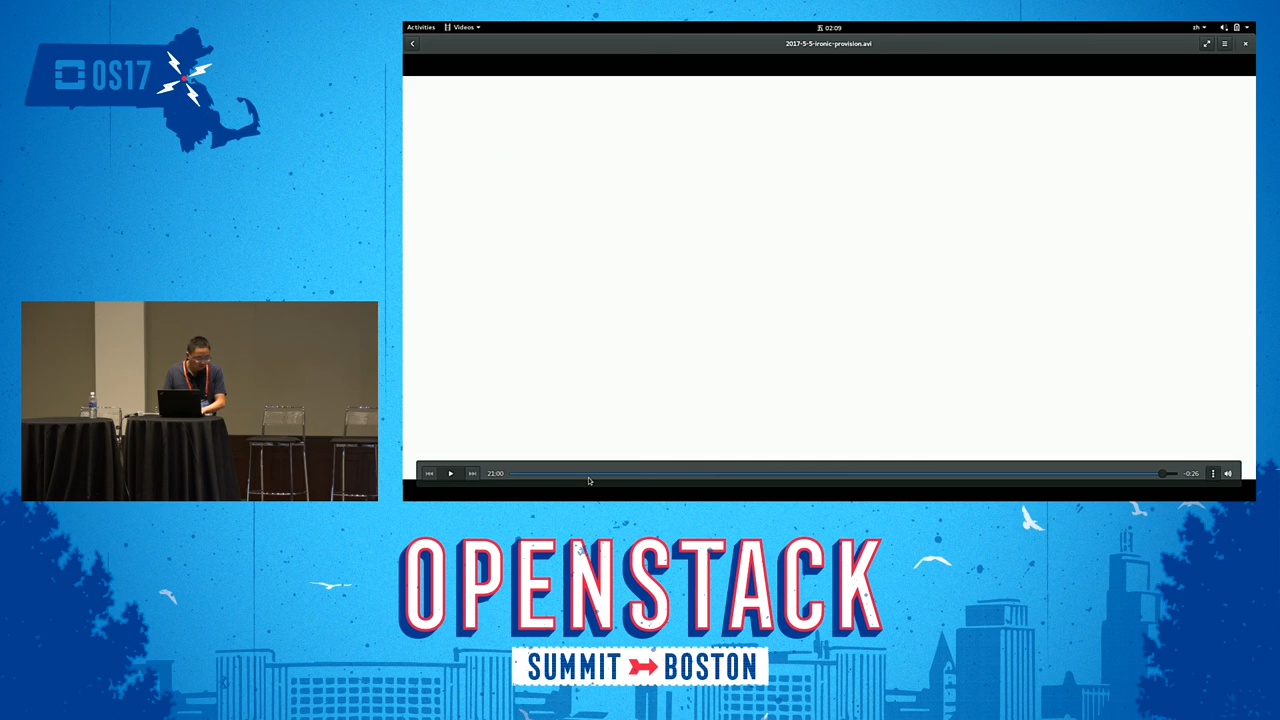 OS17
Activities
Videos
五 02:09
zh
2017-5-5-ironic-provision.avi
21:00
-0:26
OPENSTACK
SUMMIT BOSTON